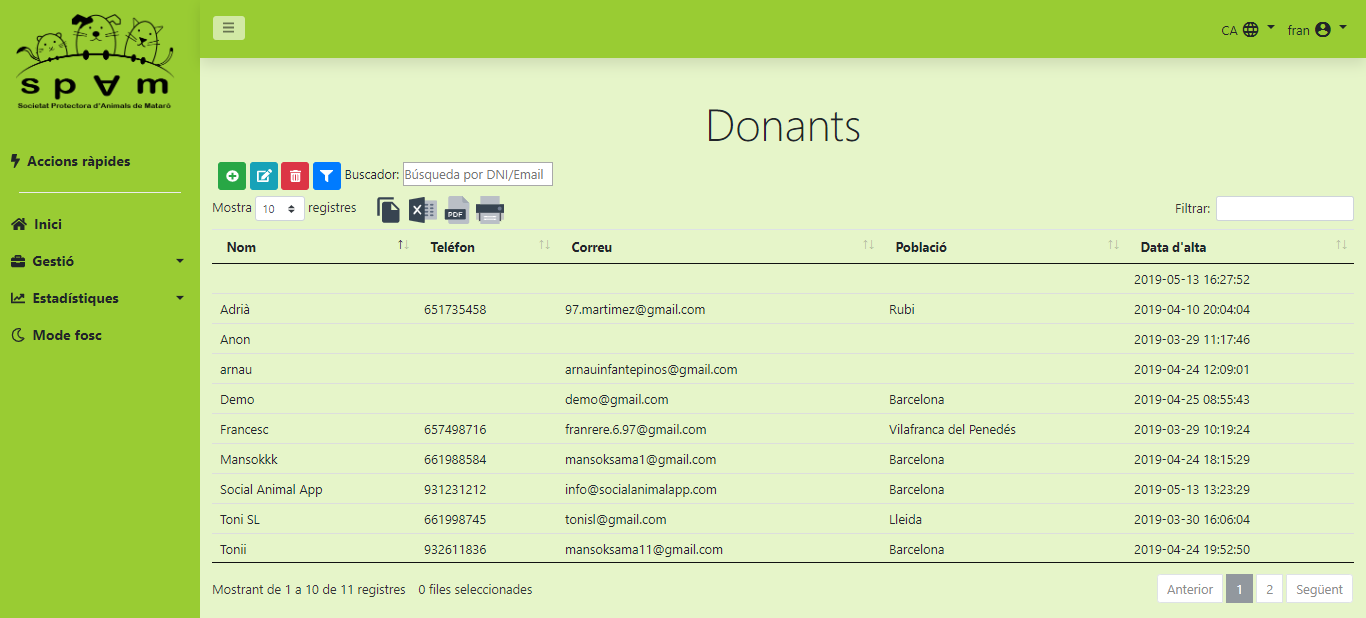 spam
Societat Protectora d'Animals de Mataró
CA
fran
Accions ràpides
Inici
Gestió
Estadístiques
Mode fosc
Donants
Buscador: Búsqueda por DNI/Email
Mostra 10 registres PDF Filtrar:
Nom Teléfon Correu Població Data d'alta
2019-05-13 16:27:52
Adrià 651735458 97.martimez@gmail.com Rubi 2019-04-10 20:04:04
Anon 2019-03-29 11:17:46
arnau arnauinfantepinos@gmail.com 2019-04-24 12:09:01
Demo demo@gmail.com Barcelona 2019-04-25 08:55:43
Francesc 657498716 franrere.6.97@gmail.com Vilafranca del Penedés 2019-03-29 10:19:24
Mansokkk 661988584 mansoksama1@gmail.com Barcelona 2019-04-24 18:15:29
Social Animal App 931231212 info@socialanimalapp.com Barcelona 2019-05-13 13:23:29
Toni SL 661998745 tonisl@gmail.com Lleida 2019-03-30 16:06:04
Tonii 932611836 mansoksama11@gmail.com Barcelona 2019-04-24 19:52:50
Mostrant de 1 a 10 de 11 registres 0 files seleccionades Anterior 1 2 Següent